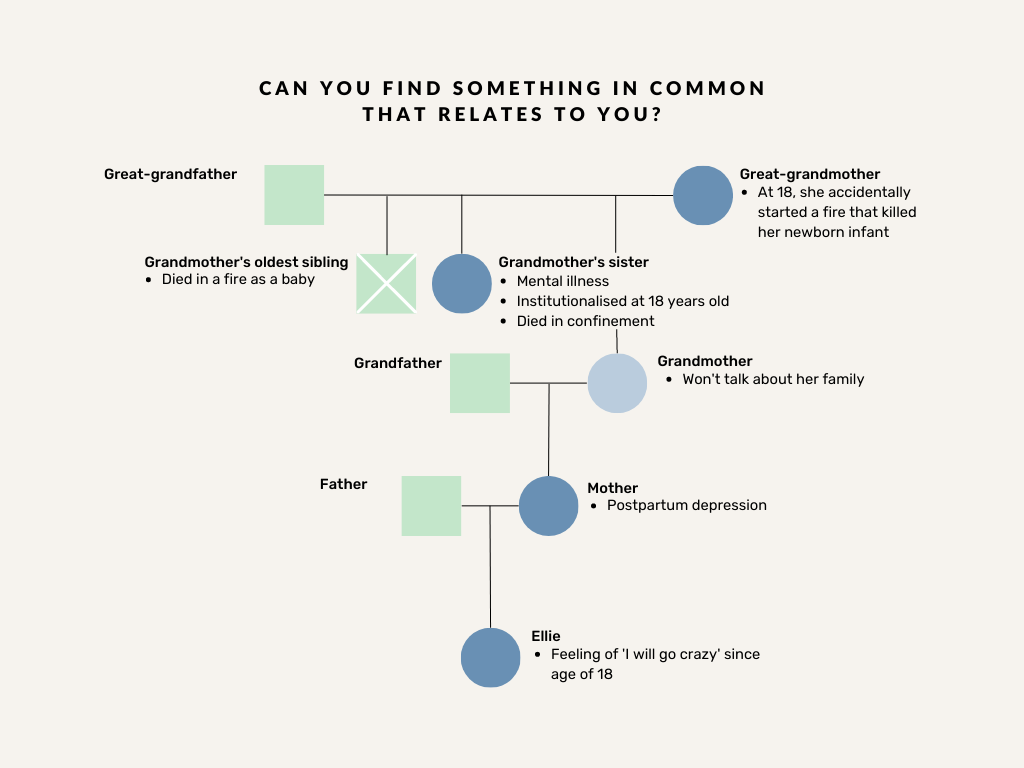 CAN YOU FIND SOMETHING IN COMMON
THAT RELATES TO YOU?
Great-grandfather
Great-grandmother
• At 18, she accidentally
started a fire that killed
her newborn infant
Grandmother's oldest sibling
• Died in a fire as a baby
Grandmother's sister
• Mental illness
• Institutionalised at 18 years old
• Died in confinement
Grandfather
Grandmother
• Won't talk about her family
Father
Mother
• Postpartum depression
Ellie
• Feeling of 'I will go crazy' since
age of 18